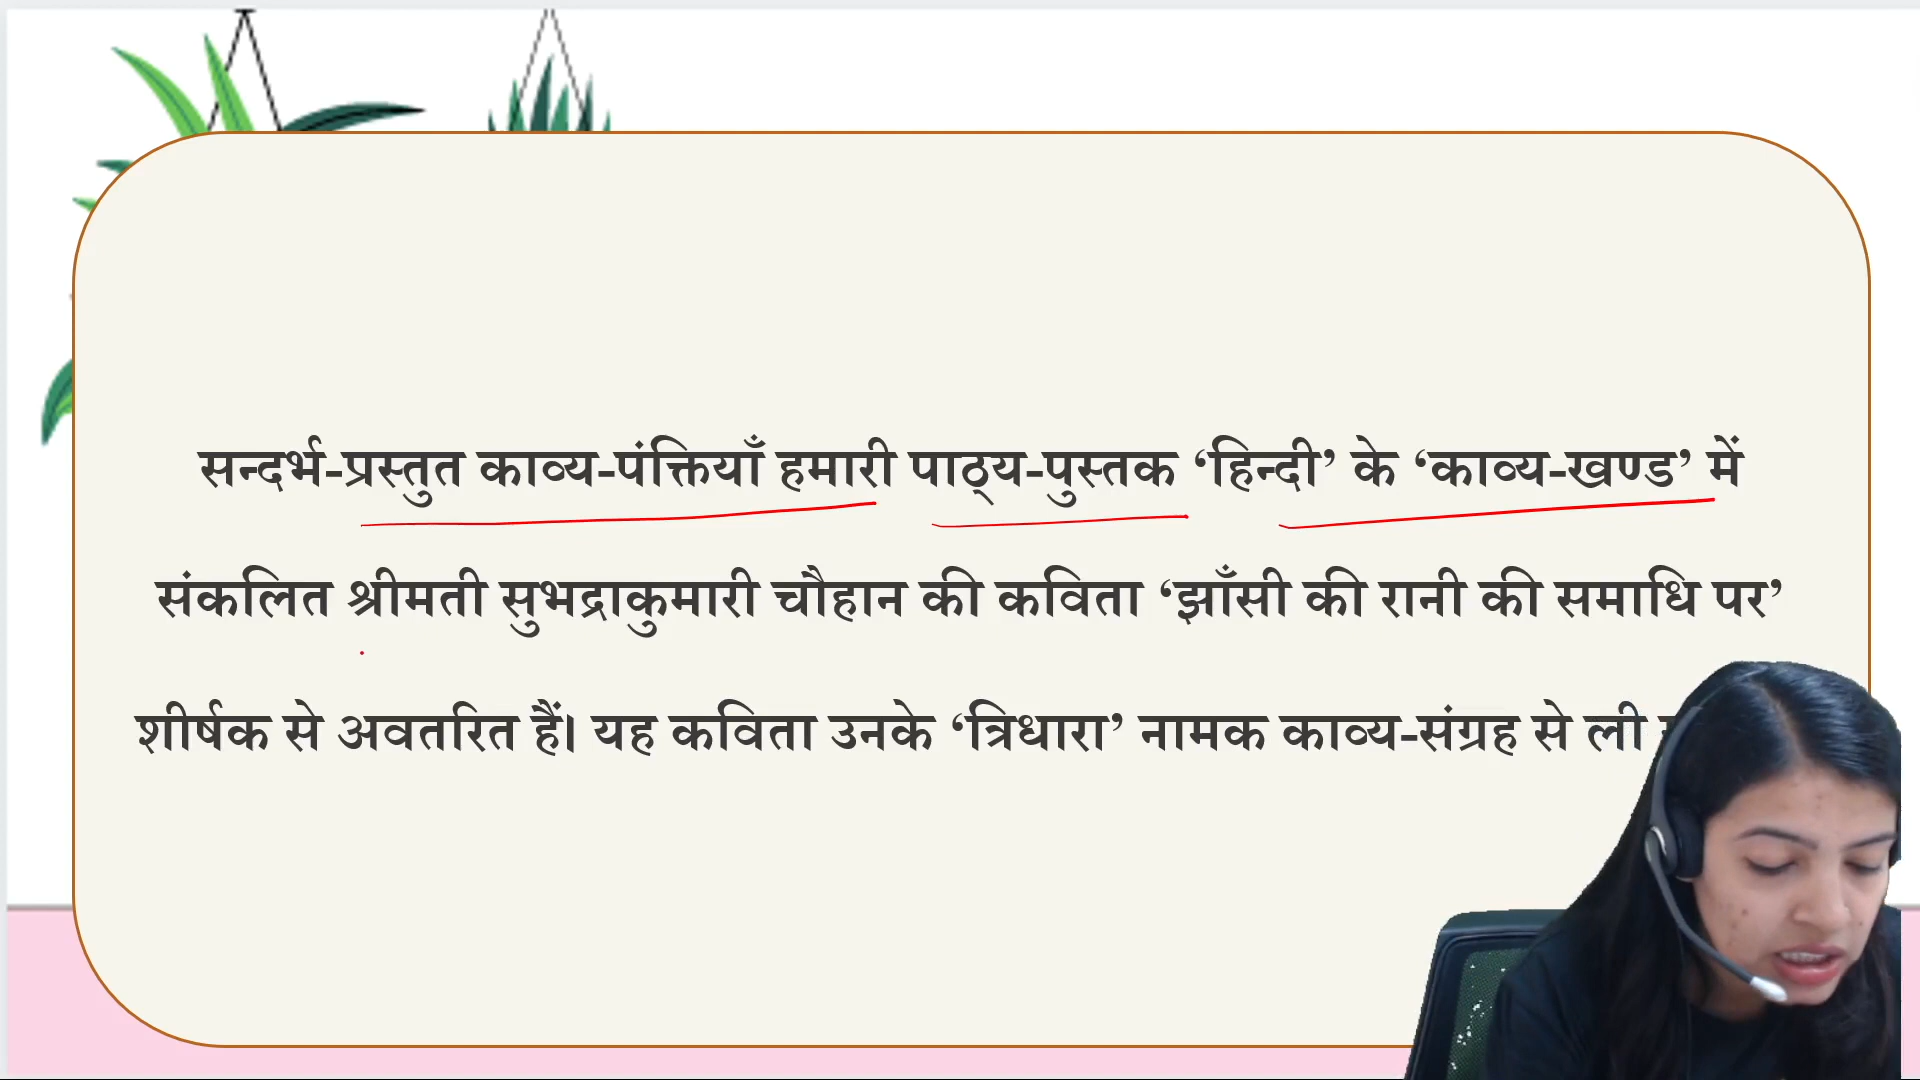 सन्दर्भ-प्रस्तुत काव्य-पंक्तियाँ हमारी पाठ्य-पुस्तक ‘हिन्दी’ के ‘काव्य-खण्ड’ में
संकलित श्रीमती सुभद्राकुमारी चौहान की कविता ‘झाँसी की रानी की समाधि पर’
शीर्षक से अवतरित हैं। यह कविता उनके ‘त्रिधारा’ नामक काव्य-संग्रह से ली